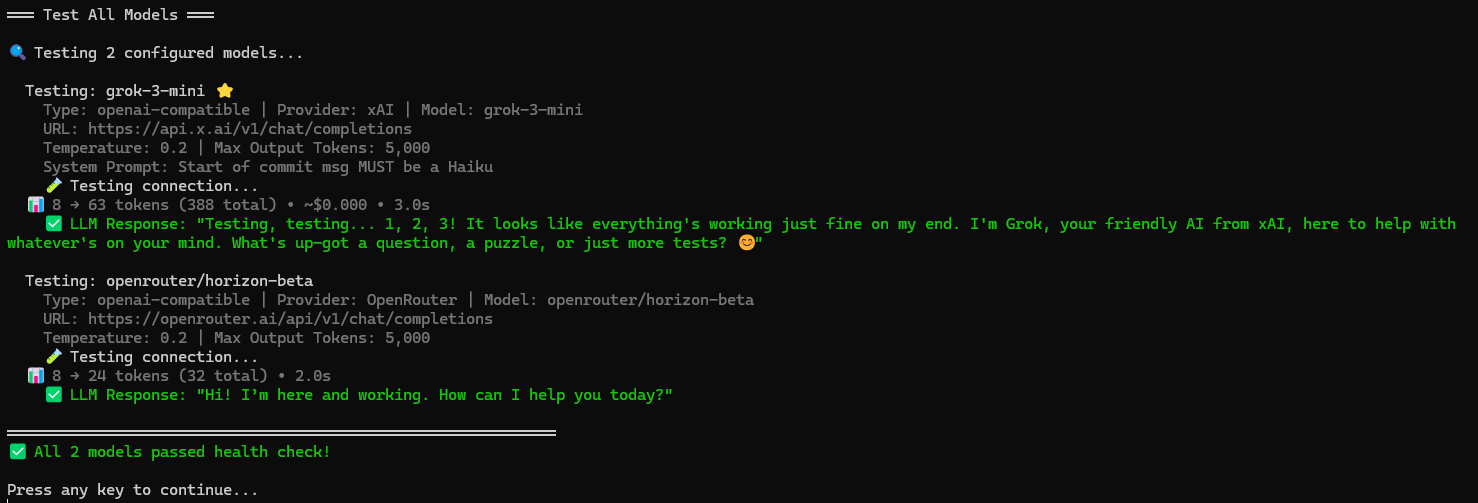 ═══ Test All Models ═══
🔍 Testing 2 configured models...
Testing: grok-3-mini ⭐
Type: openai-compatible | Provider: xAI | Model: grok-3-mini
URL: https://api.x.ai/v1/chat/completions
Temperature: 0.2 | Max Output Tokens: 5,000
System Prompt: Start of commit msg MUST be a Haiku
🧪 Testing connection...
📊 8 → 63 tokens (388 total) • ~$0.000 • 3.0s
✅ LLM Response: "Testing, testing... 1, 2, 3! It looks like everything's working just fine on my end. I'm Grok, your friendly AI from xAI, here to help with
whatever's on your mind. What's up—got a question, a puzzle, or just more tests? 😊"
Testing: openrouter/horizon-beta
Type: openai-compatible | Provider: OpenRouter | Model: openrouter/horizon-beta
URL: https://openrouter.ai/api/v1/chat/completions
Temperature: 0.2 | Max Output Tokens: 5,000
🧪 Testing connection...
📊 8 → 24 tokens (32 total) • 2.0s
✅ LLM Response: "Hi! I’m here and working. How can I help you today?"
✅ All 2 models passed health check!
Press any key to continue...